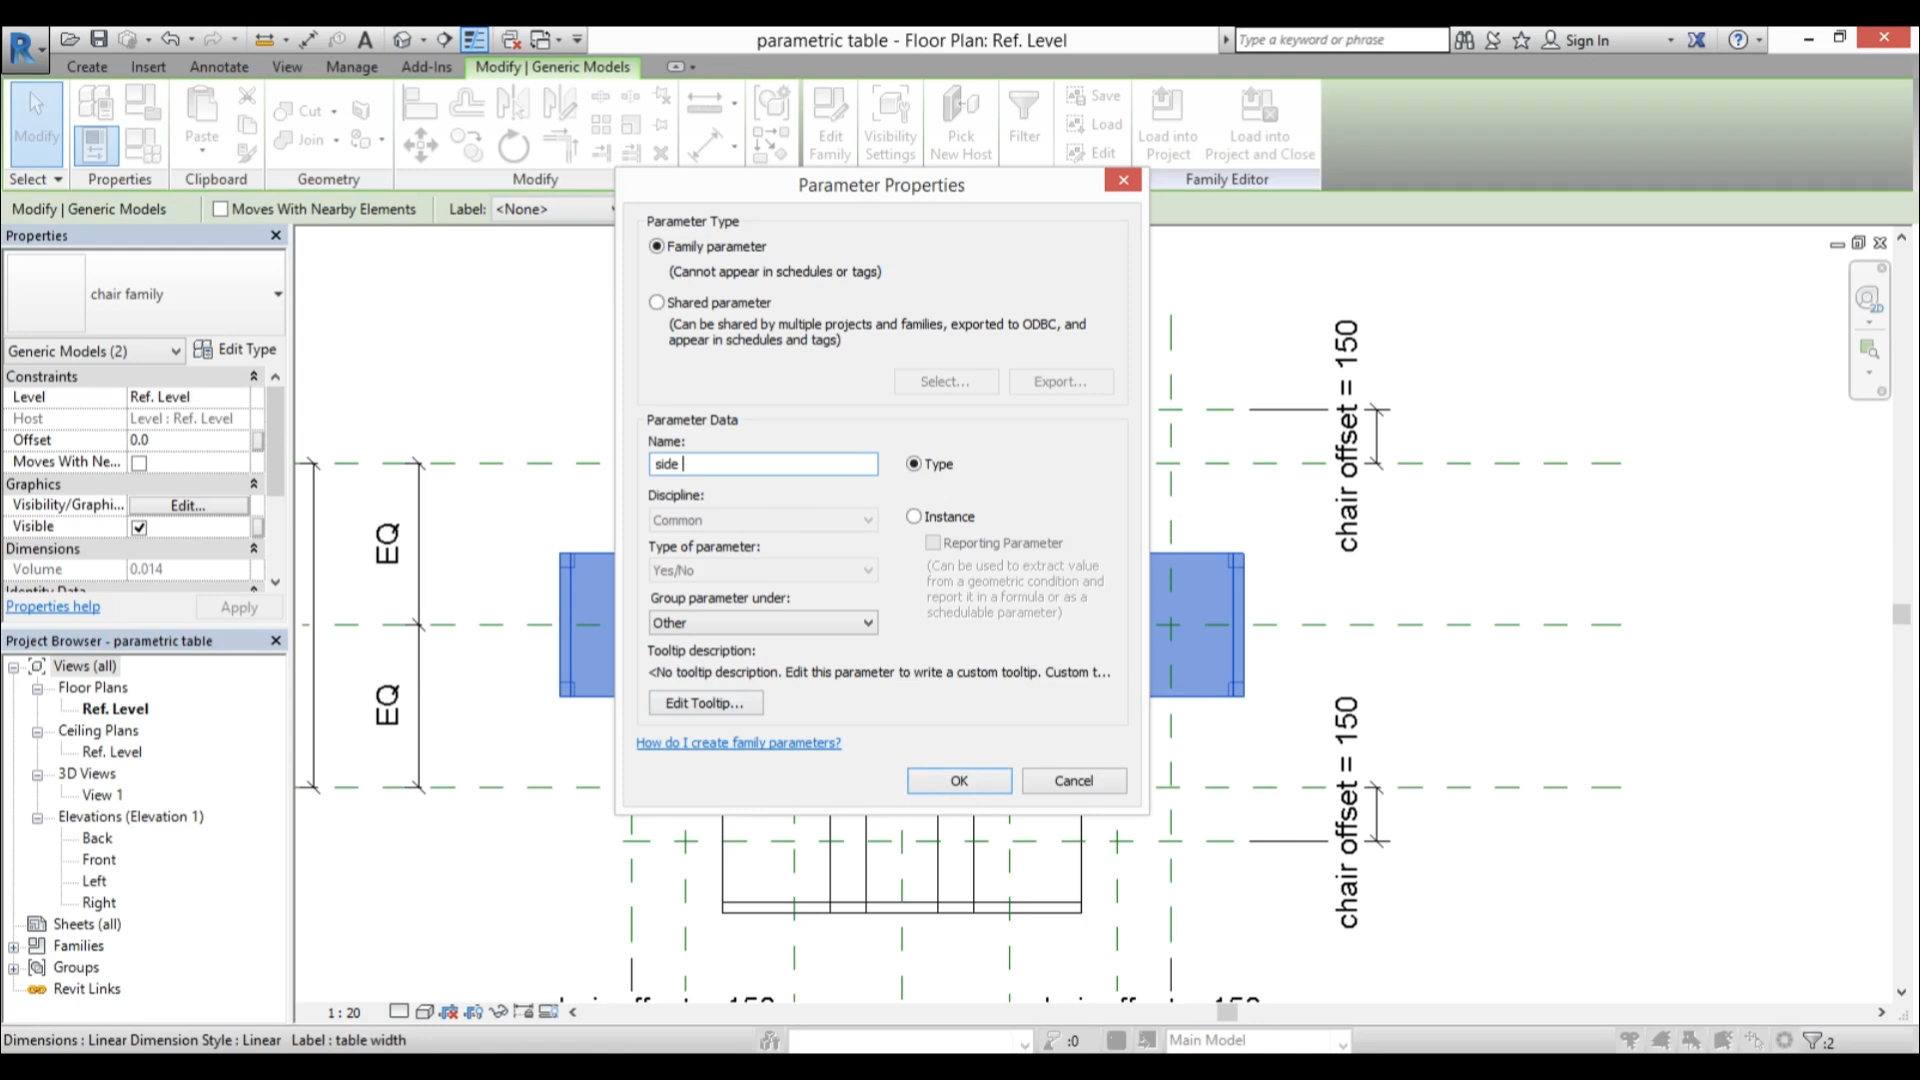 parametric table - Floor Plan: Ref. Level
Type a keyword or phrase
Sign In
Create Insert Annotate View Manage Add-Ins Modify | Generic Models
Modify
Paste
Cut
Join
Edit Family
Visibility Settings
Pick New Host
Filter
Save
Load
Edit
Load into Project
Load into Project and Close
Select Properties Clipboard Geometry Modify Family Editor
Modify | Generic Models
Moves With Nearby Elements
Label: <None>
Properties
chair family
Generic Models (2)
Edit Type
Constraints
Level Ref. Level
Host Level : Ref. Level
Offset 0.0
Moves With Ne...
Graphics
Visibility/Graphi... Edit...
Visible
Dimensions
Volume 0.014
Identity Data
Properties help
Apply
Project Browser - parametric table
Views (all)
Floor Plans
Ref. Level
Ceiling Plans
Ref. Level
3D Views
View 1
Elevations (Elevation 1)
Back
Front
Left
Right
Sheets (all)
Families
Groups
Revit Links
Parameter Properties
Parameter Type
Family parameter
(Cannot appear in schedules or tags)
Shared parameter
(Can be shared by multiple projects and families, exported to ODBC, and
appear in schedules and tags)
Select...
Export...
Parameter Data
Name:
side
Type
Discipline:
Common
Instance
Reporting Parameter
Type of parameter:
Yes/No
(Can be used to extract value
from a geometric condition and
report it in a formula or as a
schedulable parameter)
Group parameter under:
Other
Tooltip description:
<No tooltip description. Edit this parameter to write a custom tooltip. Custom t...
Edit Tooltip...
How do I create family parameters?
OK
Cancel
EQ
EQ
chair offset = 150
chair offset = 150
1 : 20
Dimensions : Linear Dimension Style : Linear Label : table width
:0
Main Model
:2
2D